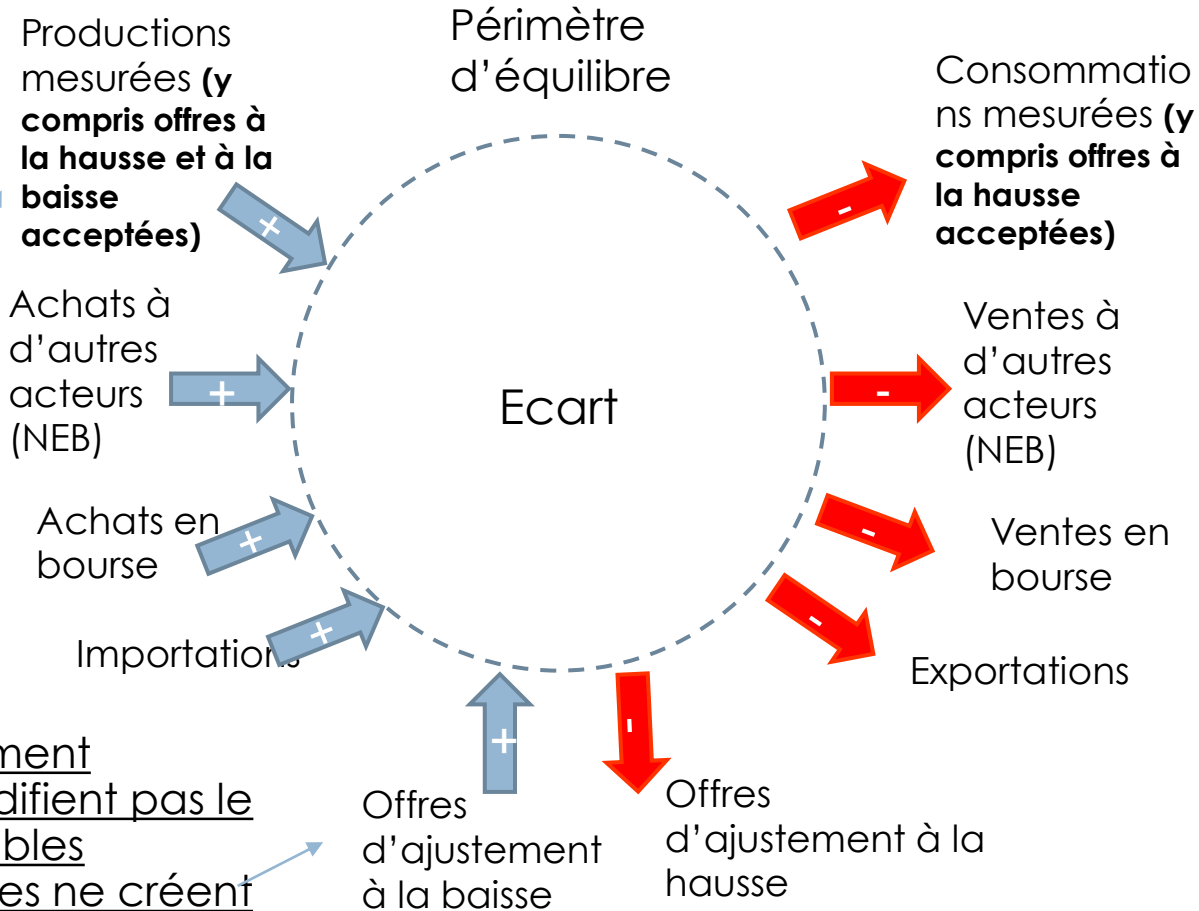 Productions
mesurées (y
compris offres à
la hausse et à la
baisse
acceptées)
Périmètre
d’équilibre
Consommatio
ns mesurées (y
compris offres à
la hausse
acceptées)
+
-
Achats à
d’autres
acteurs
(NEB)
+
Ecart
-
Ventes à
d’autres
acteurs
(NEB)
Achats en
bourse
+
-
Ventes en
bourse
Importations
+
-
Exportations
+
-
Offres
d’ajustement
à la baisse
Offres
d’ajustement à la
hausse
difient pas le
es ne créent